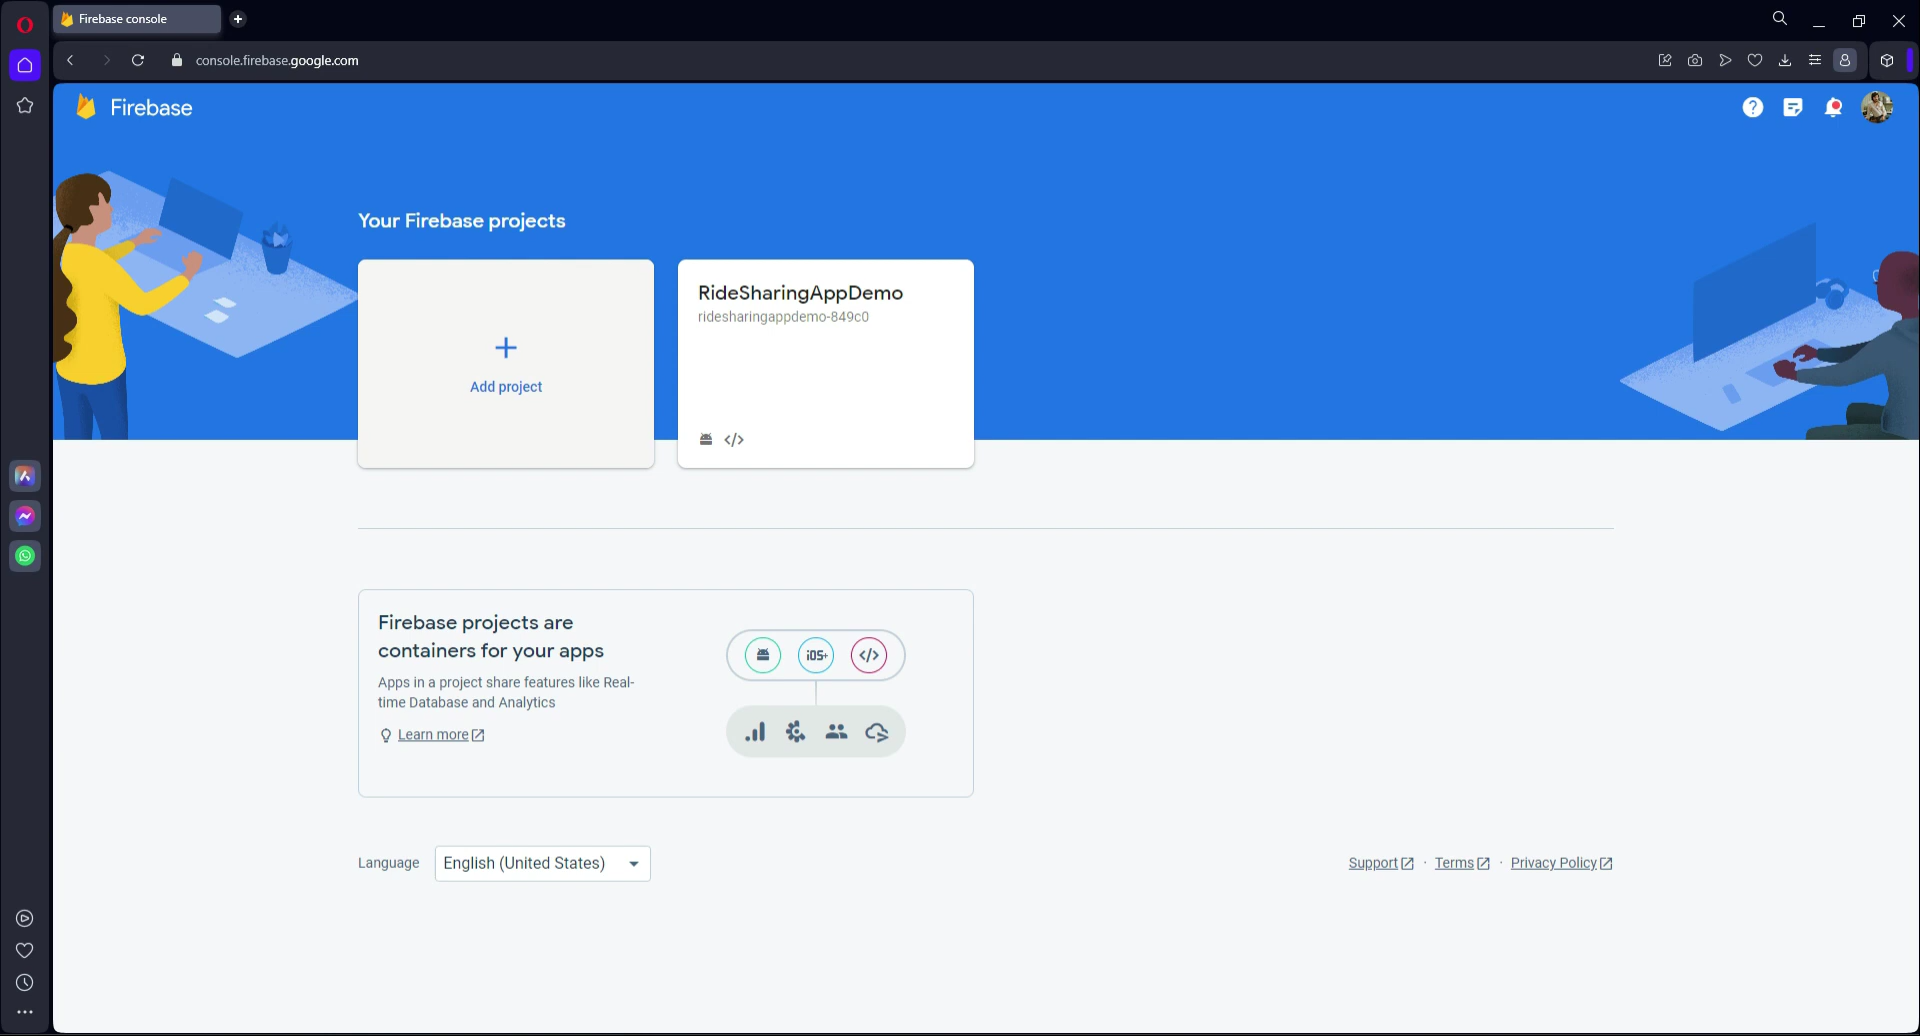 Firebase console
console.firebase.google.com
Firebase
Your Firebase projects
Add project
RideSharingAppDemo
ridesharingappdemo-849c0
Firebase projects are
containers for your apps
Apps in a project share features like Real-
time Database and Analytics
Learn more
iOS+
Language
English (United States)
Support · Terms · Privacy Policy